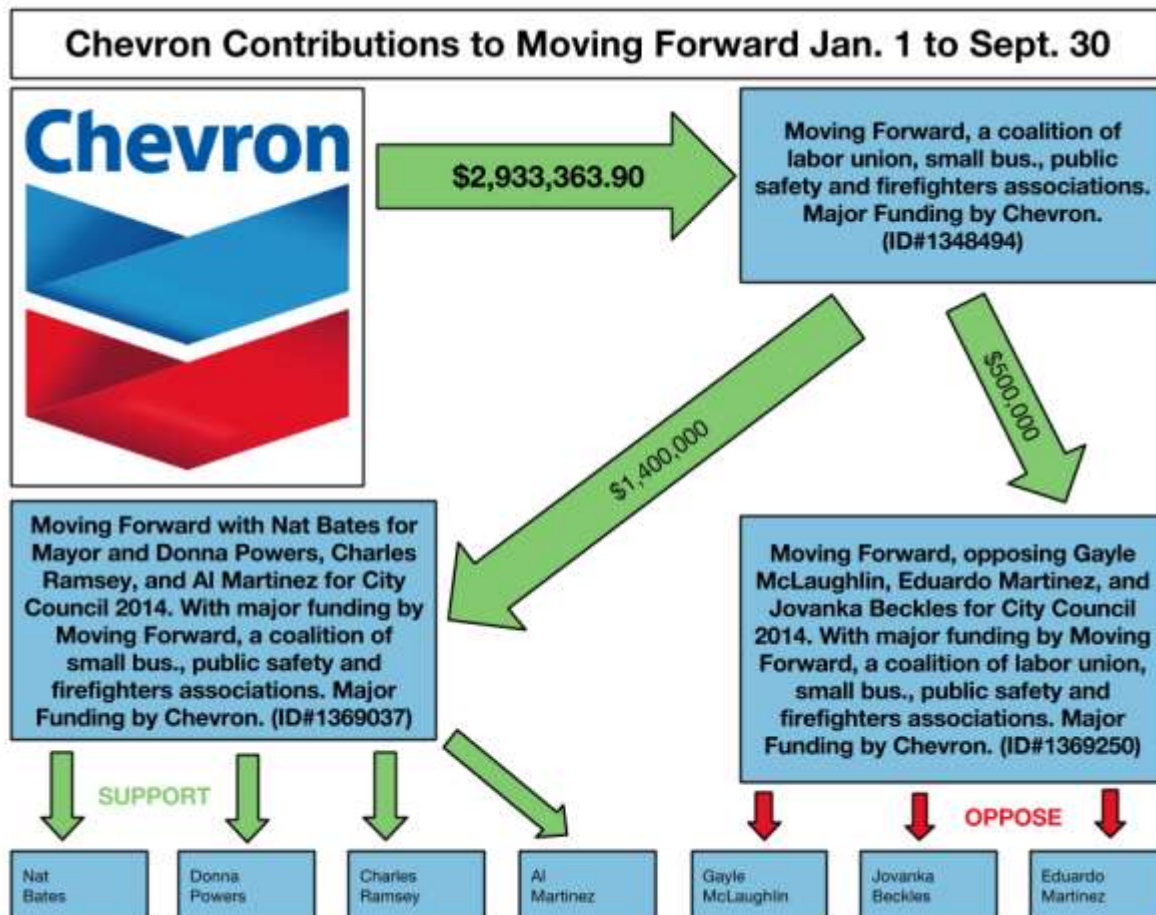 Chevron Contributions to Moving Forward Jan. 1 to Sept. 30
Chevron
$2,933,363.90
Moving Forward, a coalition of
labor union, small bus., public
safety and firefighters associations.
Major Funding by Chevron.
(ID#1348494)
$1,400,000
$500,000
Moving Forward with Nat Bates for
Mayor and Donna Powers, Charles
Ramsey, and Al Martinez for City
Council 2014. With major funding by
Moving Forward, a coalition of
small bus., public safety and
firefighters associations. Major
Funding by Chevron. (ID#1369037)
Moving Forward, opposing Gayle
McLaughlin, Eduardo Martinez, and
Jovanka Beckles for City Council
2014. With major funding by Moving
Forward, a coalition of labor union,
small bus., public safety and
firefighters associations. Major
Funding by Chevron. (ID#1369250)
SUPPORT
OPPOSE
Nat
Bates
Donna
Powers
Charles
Ramsey
Al
Martinez
Gayle
McLaughlin
Jovanka
Beckles
Eduardo
Martinez